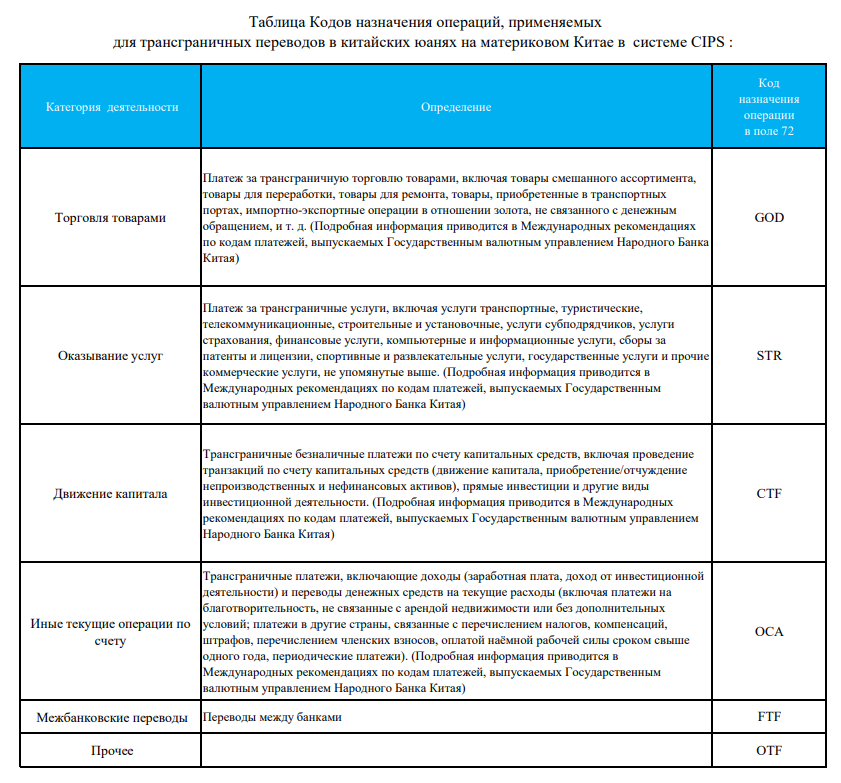 Таблица Кодов назначения операций, применяемых
для трансграничных переводов в китайских юанях на материковом Китае в системе CIPS :
Категория деятельности
Определение
Код
назначения
операции
в поле 72
Торговля товарами
Платеж за трансграничную торговлю товарами, включая товары смешанного ассортимента,
товары для переработки, товары для ремонта, товары, приобретенные в транспортных
портах, импортно-экспортные операции в отношении золота, не связанного с денежным
обращением, и т. д. (Подробная информация приводится в Международных рекомендациях
по кодам платежей, выпускаемых Государственным валютным управлением Народного Банка
Китая)
GOD
Оказывание услуг
Платеж за трансграничные услуги, включая услуги транспортные, туристические,
телекоммуникационные, строительные и установочные, услуги субподрядчиков, услуги
страхования, финансовые услуги, компьютерные и информационные услуги, сборы за
патенты и лицензии, спортивные и развлекательные услуги, государственные услуги и прочие
коммерческие услуги, не упомянутые выше. (Подробная информация приводится в
Международных рекомендациях по кодам платежей, выпускаемых Государственным
валютным управлением Народного Банка Китая)
STR
Движение капитала
Трансграничные безналичные платежи по счету капитальных средств, включая проведение
транзакций по счету капитальных средств (движение капитала, приобретение/отчуждение
непроизводственных и нефинансовых активов), прямые инвестиции и другие виды
инвестиционной деятельности. (Подробная информация приводится в Международных
рекомендациях по кодам платежей, выпускаемых Государственным валютным управлением
Народного Банка Китая)
CTF
Иные текущие операции по
счету
Трансграничные платежи, включающие доходы (заработная плата, доход от инвестиционной
деятельности) и переводы денежных средств на текущие расходы (включая платежи на
благотворительность, не связанные с арендой недвижимости или без дополнительных
условий; платежи в другие страны, связанные с перечислением налогов, компенсаций,
штрафов, перечислением членских взносов, оплатой наёмной рабочей силы сроком свыше
одного года, периодические платежи). (Подробная информация приводится в
Международных рекомендациях по кодам платежей, выпускаемых Государственным
валютным управлением Народного Банка Китая)
OCA
Межбанковские переводы
Переводы между банками
FTF
Прочее
OTF